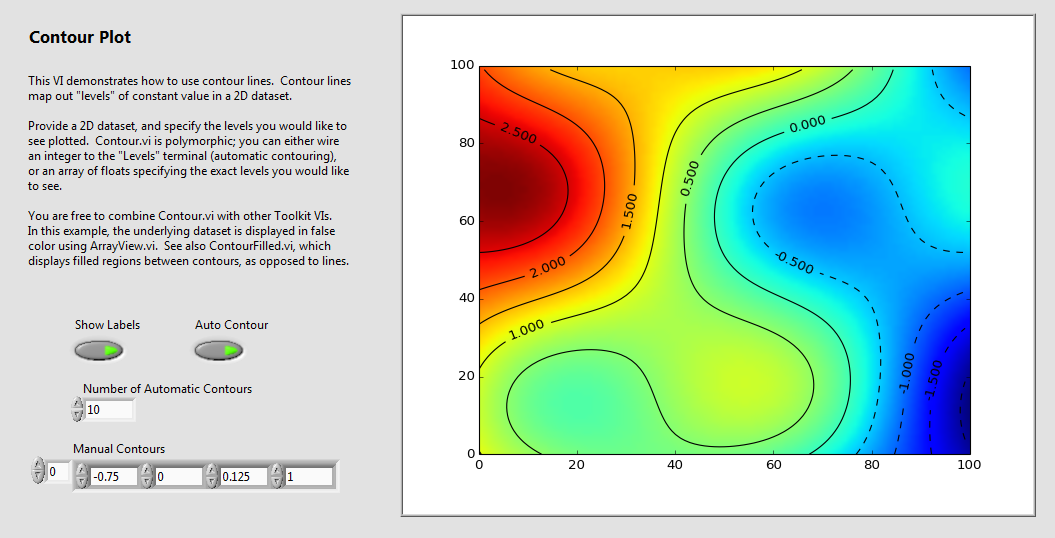 Contour Plot
This VI demonstrates how to use contour lines.  Contour lines
map out "levels" of constant value in a 2D dataset.
Provide a 2D dataset, and specify the levels you would like to
see plotted.  Contour.vi is polymorphic; you can either wire
an integer to the "Levels" terminal (automatic contouring),
or an array of floats specifying the exact levels you would like
to see.
You are free to combine Contour.vi with other Toolkit VIs.
In this example, the underlying dataset is displayed in false
color using ArrayView.vi.  See also ContourFilled.vi, which
displays filled regions between contours, as opposed to lines.
Show Labels
Auto Contour
Number of Automatic Contours
10
Manual Contours
0
-0.75
0
0.125
1
100
80
60
40
20
0
0
20
40
60
80
100
2.500
0.000
0.500
1.500
2.000
-0.500
1.000
-1.000
-1.500